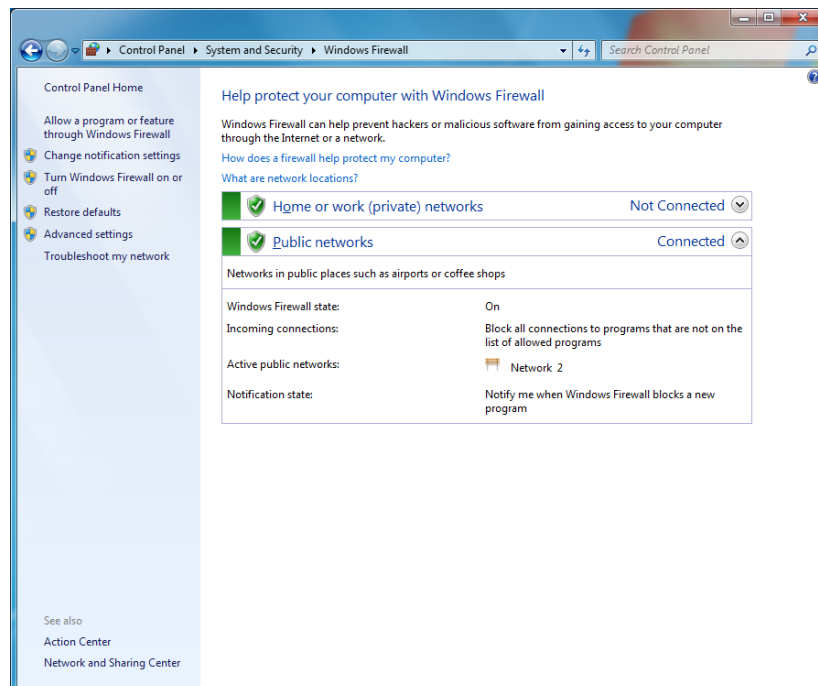 Control Panel ▸ System and Security ▸ Windows Firewall
Search Control Panel
Control Panel Home
Allow a program or feature
through Windows Firewall
Change notification settings
Turn Windows Firewall on or
off
Restore defaults
Advanced settings
Troubleshoot my network
See also
Action Center
Network and Sharing Center
Help protect your computer with Windows Firewall
Windows Firewall can help prevent hackers or malicious software from gaining access to your computer
through the Internet or a network.
How does a firewall help protect my computer?
What are network locations?
Home or work (private) networks Not Connected
Public networks Connected
Networks in public places such as airports or coffee shops
Windows Firewall state: On
Incoming connections: Block all connections to programs that are not on the
list of allowed programs
Active public networks: Network 2
Notification state: Notify me when Windows Firewall blocks a new
program